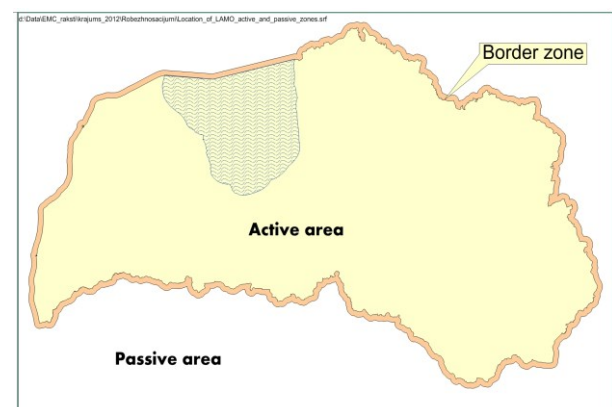 d:\Data\EMC_raksti\krajums_2012\Robezhnosacijumi\Location_of_LAMO_active_and_passive_zones.srf
Border zone
Active area
Passive area